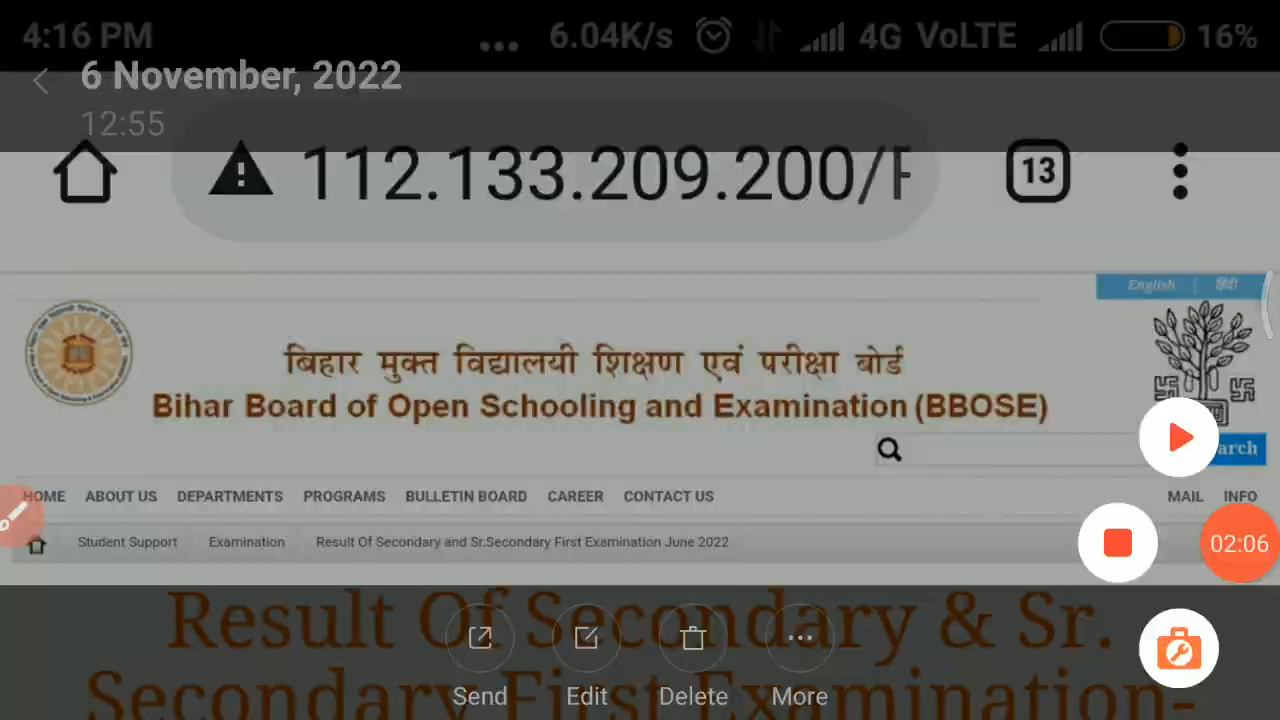 4:16 PM ... 6.04K/s 4G VoLTE 16%
6 November, 2022
12:55
112.133.209.200/
13
English हिंदी
बिहार मुक्त विद्यालयी शिक्षण एवं परीक्षा बोर्ड
Bihar Board of Open Schooling and Examination (BBOSE)
arch
HOME ABOUT US DEPARTMENTS PROGRAMS BULLETIN BOARD CAREER CONTACT US MAIL INFO
Student Support Examination Result Of Secondary and Sr.Secondary First Examination June 2022
02:06
Result Of Secondary & Sr.
Secondary First Examination-
Send Edit Delete More